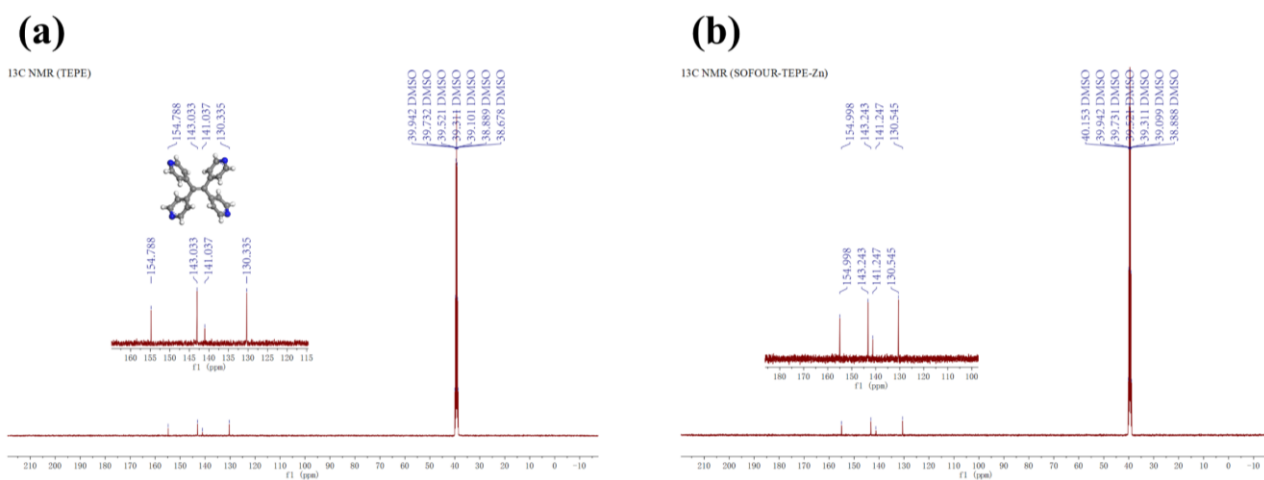 (a)
13C NMR (TEPE)
154.788
143.033
141.037
130.335
39.942 DMSO
39.732 DMSO
39.521 DMSO
39.311 DMSO
39.101 DMSO
38.889 DMSO
38.678 DMSO
154.788
143.033
141.037
130.335
160 155 150 145 140 135 130 125 120 115
f1 (ppm)
210 200 190 180 170 160 150 140 130 120 110 100 90 80 70 60 50 40 30 20 10 0 -10
f1 (ppm)
(b)
13C NMR (SOFOUR-TEPE-Zn)
154.998
143.243
141.247
130.545
40.153 DMSO
39.942 DMSO
39.731 DMSO
39.521 DMSO
39.311 DMSO
39.099 DMSO
38.888 DMSO
154.998
143.243
141.247
130.545
180 170 160 150 140 130 120 110 100
f1 (ppm)
210 200 190 180 170 160 150 140 130 120 110 100 90 80 70 60 50 40 30 20 10 0 -10
f1 (ppm)